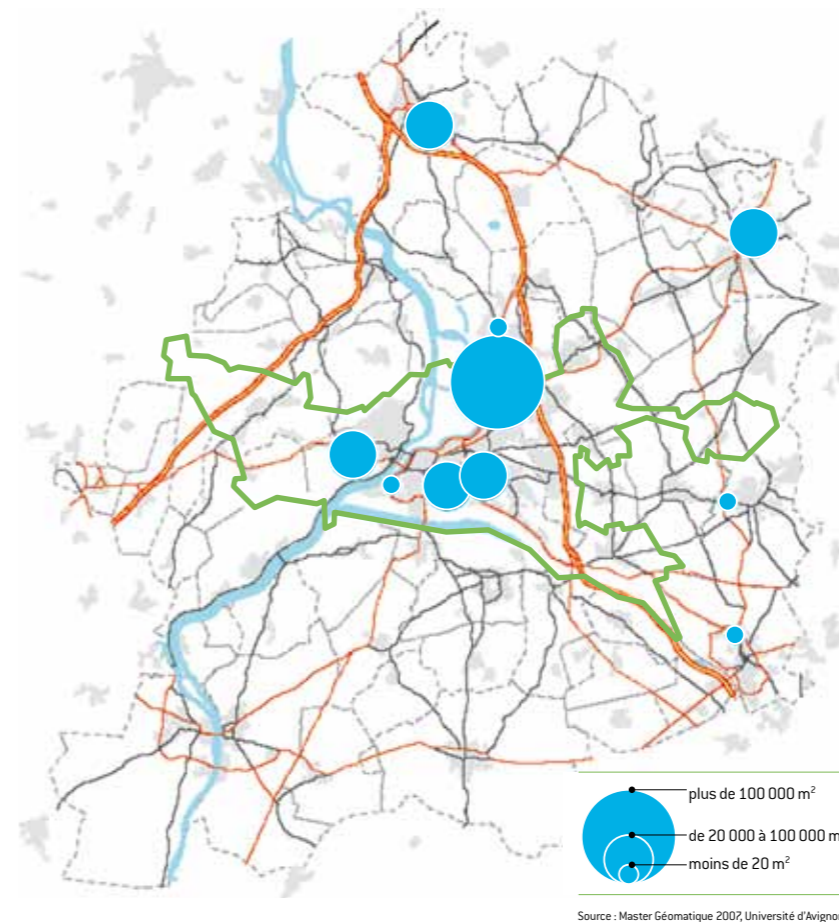 plus de 100 000 m²
de 20 000 à 100 000 m
moins de 20 m²
Source : Master Géomatique 2007, Université d'Avigno